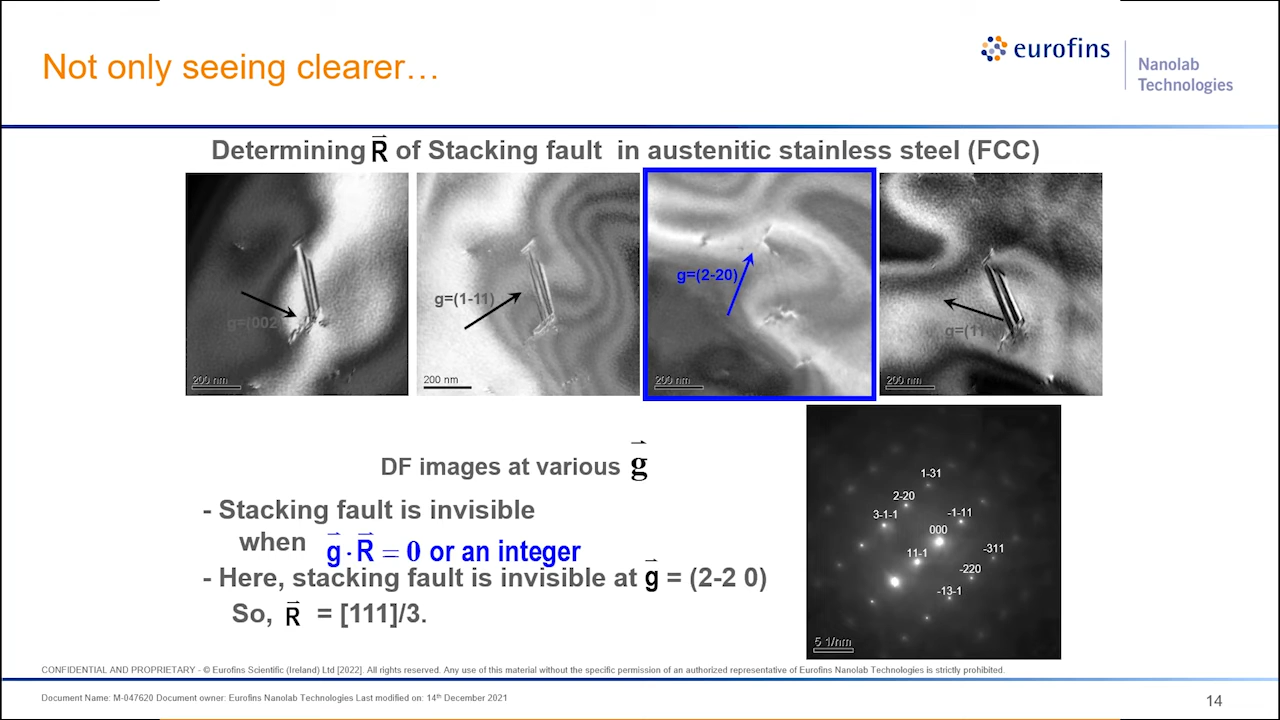 Not only seeing clearer…
eurofins
Nanolab
Technologies
Determining R of Stacking fault in austenitic stainless steel (FCC)
g=(002
g=(1-11)
g=(2-20)
g=(11
200 nm
200 nm
200 nm
200 nm
DF images at various g
- Stacking fault is invisible
when g · R = 0 or an integer
- Here, stacking fault is invisible at g = (2-2 0)
So, R = [111]/3.
1-31
2-20
3-1-1
-1-11
000
11-1
-311
-220
-13-1
5 1/nm
CONFIDENTIAL AND PROPRIETARY - © Eurofins Scientific (Ireland) Ltd [2022]. All rights reserved. Any use of this material without the specific permission of an authorized representative of Eurofins Nanolab Technologies is strictly prohibited.
Document Name: M-047620 Document owner: Eurofins Nanolab Technologies Last modified on: 14th December 2021
14